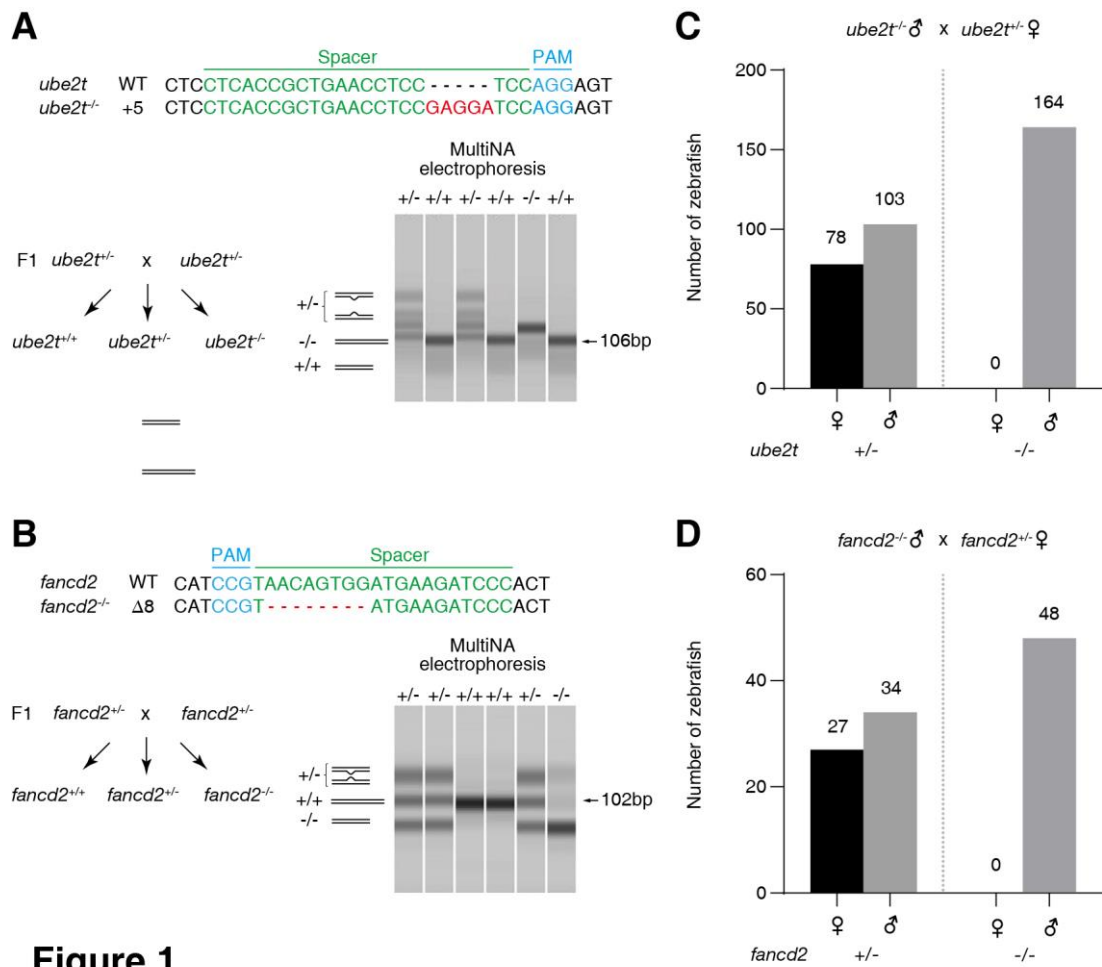 A
Spacer PAM
ube2t WT CTCCTCACCGCTGAACCTCC-----TCCAGGAGT
ube2t-/- +5 CTCCTCACCGCTGAACCTCCGAGGATCCAGGAGT
MultiNA
electrophoresis
+/- +/+ +/- +/+ -/- +/+
F1 ube2t+/- x ube2t+/-
ube2t+/+ ube2t+/- ube2t-/-
+/-
-/-
+/+
106bp
B
PAM Spacer
fancd2 WT CATCCGTAACAGTGGATGAAGATCCCACT
fancd2-/- Δ8 CATCCGT--------ATGAAGATCCCACT
MultiNA
electrophoresis
+/- +/- +/+ +/+ +/- -/-
F1 fancd2+/- x fancd2+/-
fancd2+/+ fancd2+/- fancd2-/-
+/-
+/+
-/-
102bp
C
ube2t-/-♂ x ube2t+/-♀
Number of zebrafish
200
150
100
50
0
78
103
0
164
♀ ♂ ♀ ♂
ube2t +/- -/-
D
fancd2-/-♂ x fancd2+/-♀
Number of zebrafish
60
40
20
0
27
34
0
48
♀ ♂ ♀ ♂
fancd2 +/- -/-
Figure 1